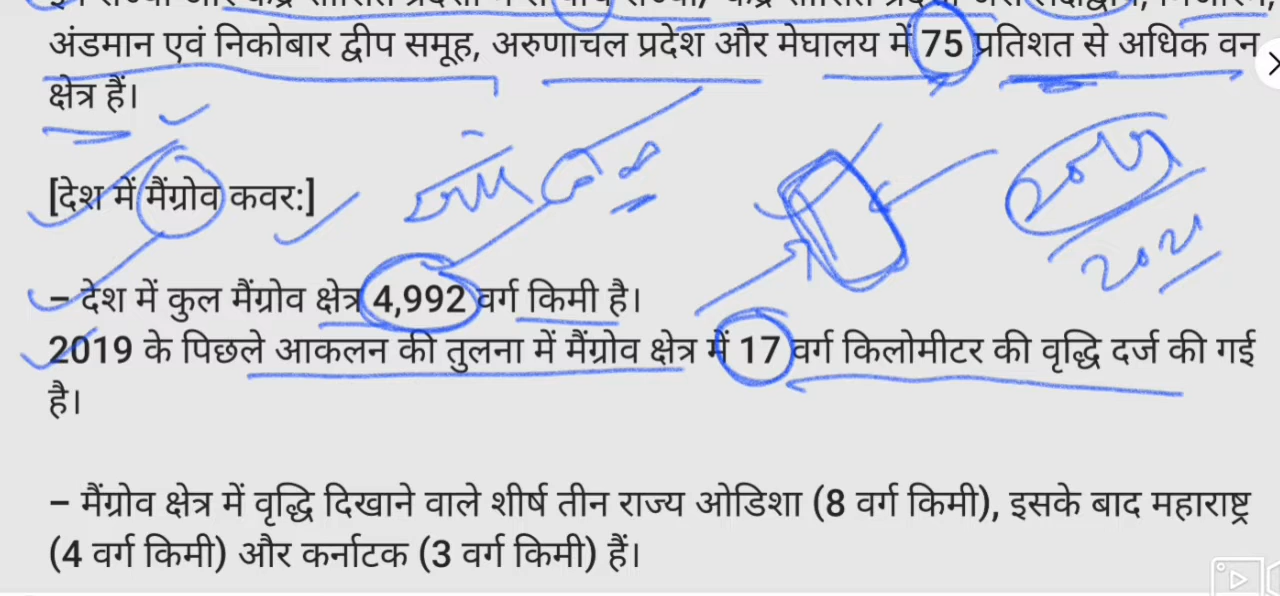 अंडमान एवं निकोबार द्वीप समूह, अरुणाचल प्रदेश और मेघालय में 75 प्रतिशत से अधिक वन
क्षेत्र हैं।
[देश में मैंग्रोव कवर:]
– देश में कुल मैंग्रोव क्षेत्र 4,992 वर्ग किमी है।
2019 के पिछले आकलन की तुलना में मैंग्रोव क्षेत्र में 17 वर्ग किलोमीटर की वृद्धि दर्ज की गई
है।
– मैंग्रोव क्षेत्र में वृद्धि दिखाने वाले शीर्ष तीन राज्य ओडिशा (8 वर्ग किमी), इसके बाद महाराष्ट्र
(4 वर्ग किमी) और कर्नाटक (3 वर्ग किमी) हैं।
2021